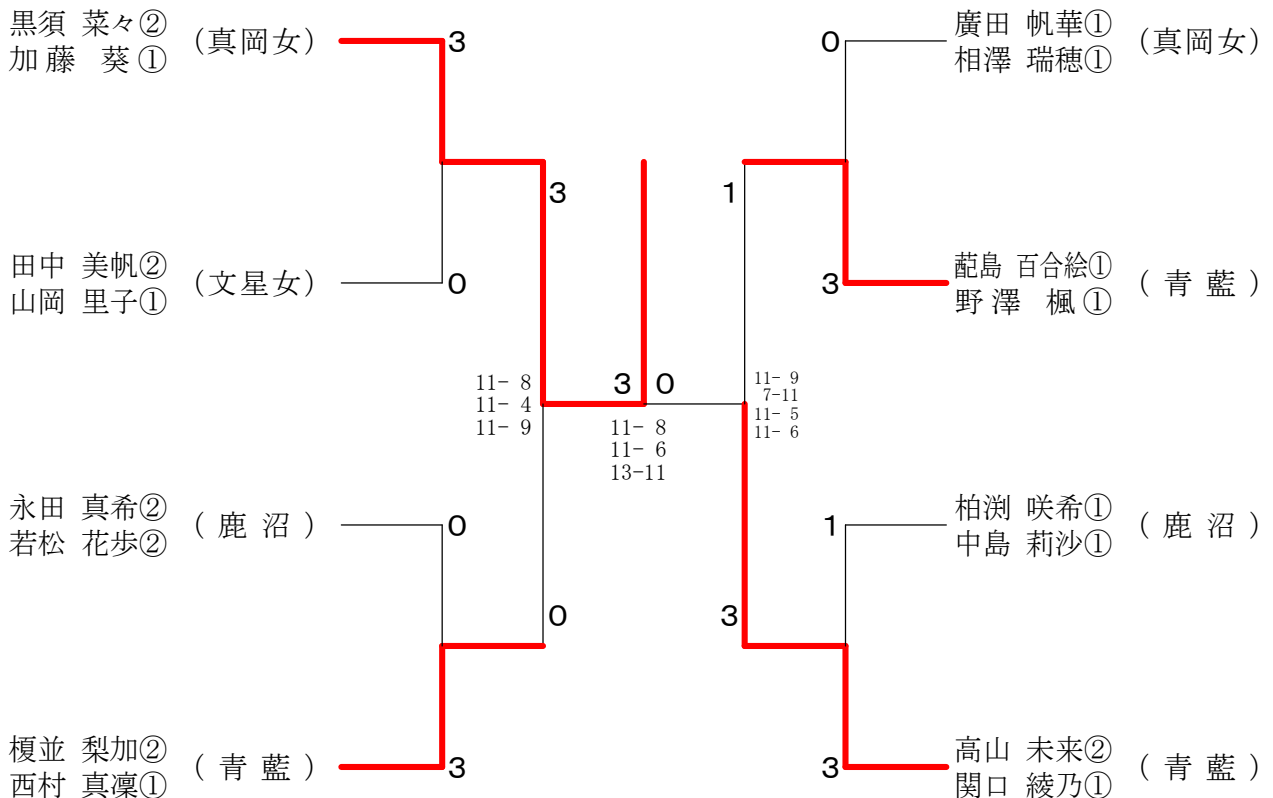 黒須 菜々②
加藤 葵①
(真岡女)
3
田中 美帆②
山岡 里子①
(文星女)
0
3
11- 8
11- 4
11- 9
永田 真希②
若松 花歩②
(鹿沼)
0
0
榎並 梨加②
西村 真凜①
(青藍)
3
3 0
11- 8
11- 6
13-11
廣田 帆華①
相澤 瑞穂①
(真岡女)
0
1
蓜島 百合絵①
野澤 楓①
(青藍)
3
11- 9
7-11
11- 5
11- 6
柏渕 咲希①
中島 莉沙①
(鹿沼)
1
3
高山 未来②
関口 綾乃①
(青藍)
3